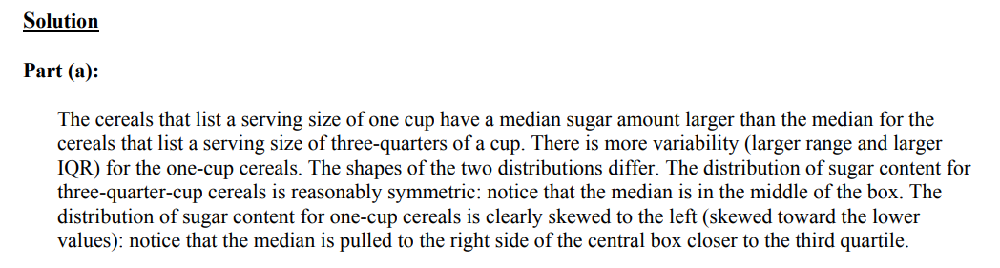 Solution
Part (a):
The cereals that list a serving size of one cup have a median sugar amount larger than the median for the
cereals that list a serving size of three-quarters of a cup. There is more variability (larger range and larger
IQR) for the one-cup cereals. The shapes of the two distributions differ. The distribution of sugar content for
three-quarter-cup cereals is reasonably symmetric: notice that the median is in the middle of the box. The
distribution of sugar content for one-cup cereals is clearly skewed to the left (skewed toward the lower
values): notice that the median is pulled to the right side of the central box closer to the third quartile.